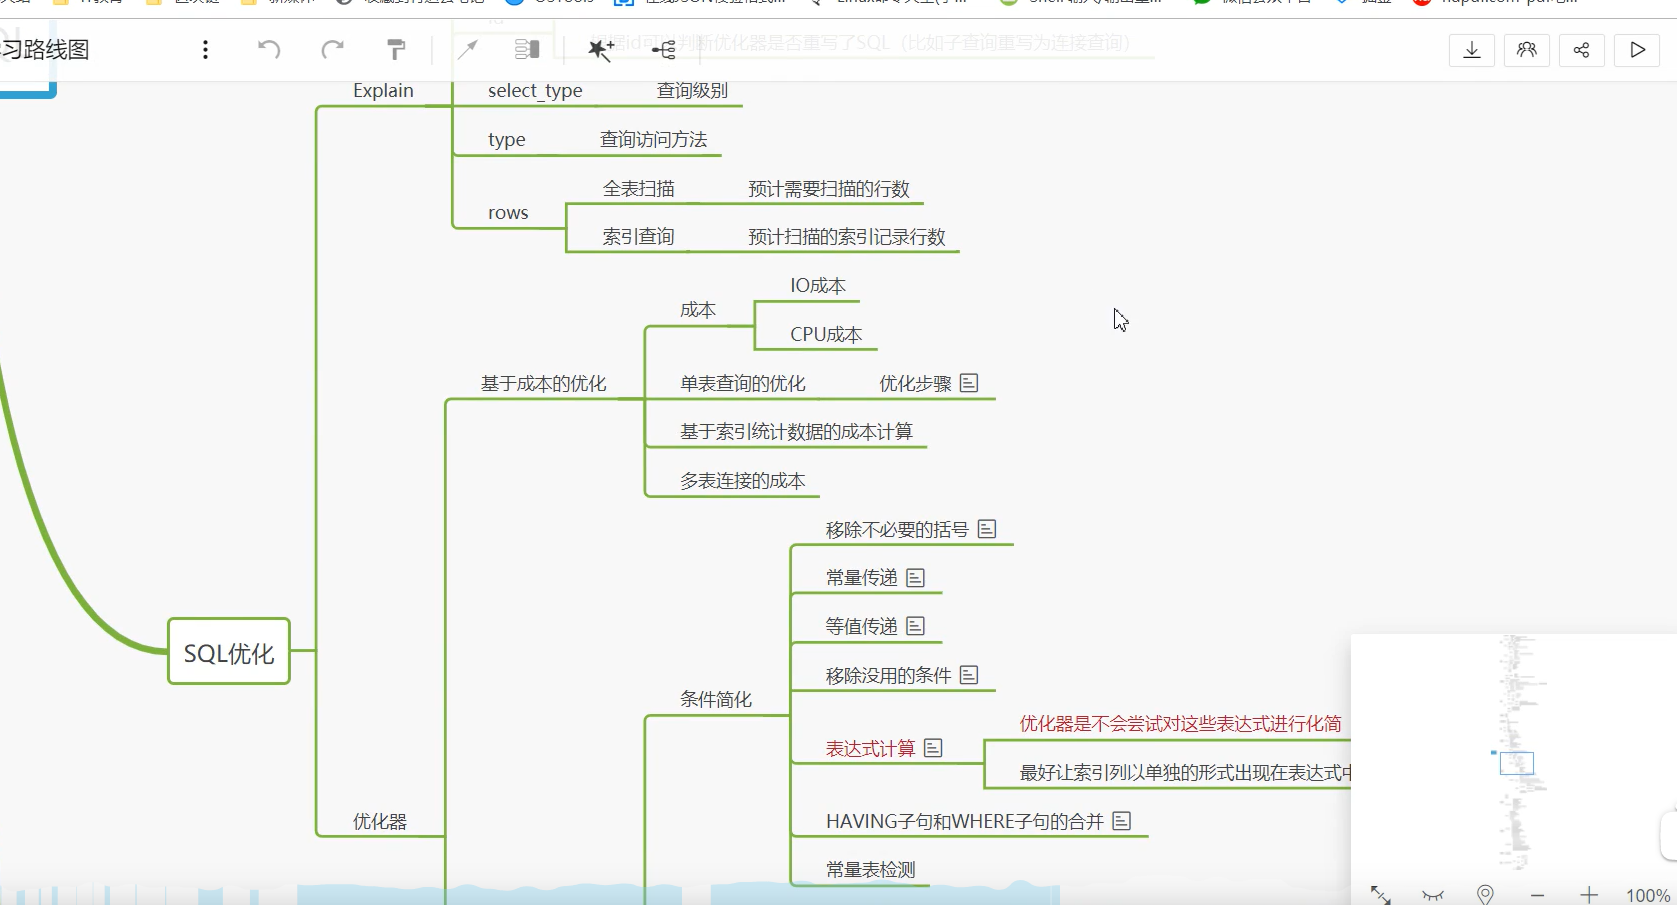 习路线图
根据id可以判断优化器是否重写了SQL（比如子查询重写为连接查询）
Explain
select_type
查询级别
type
查询访问方法
rows
全表扫描
预计需要扫描的行数
索引查询
预计扫描的索引记录行数
SQL优化
优化器
基于成本的优化
成本
IO成本
CPU成本
单表查询的优化
优化步骤
基于索引统计数据的成本计算
多表连接的成本
条件简化
移除不必要的括号
常量传递
等值传递
移除没用的条件
表达式计算
优化器是不会尝试对这些表达式进行化简
最好让索引列以单独的形式出现在表达式中
HAVING子句和WHERE子句的合并
常量表检测
100%